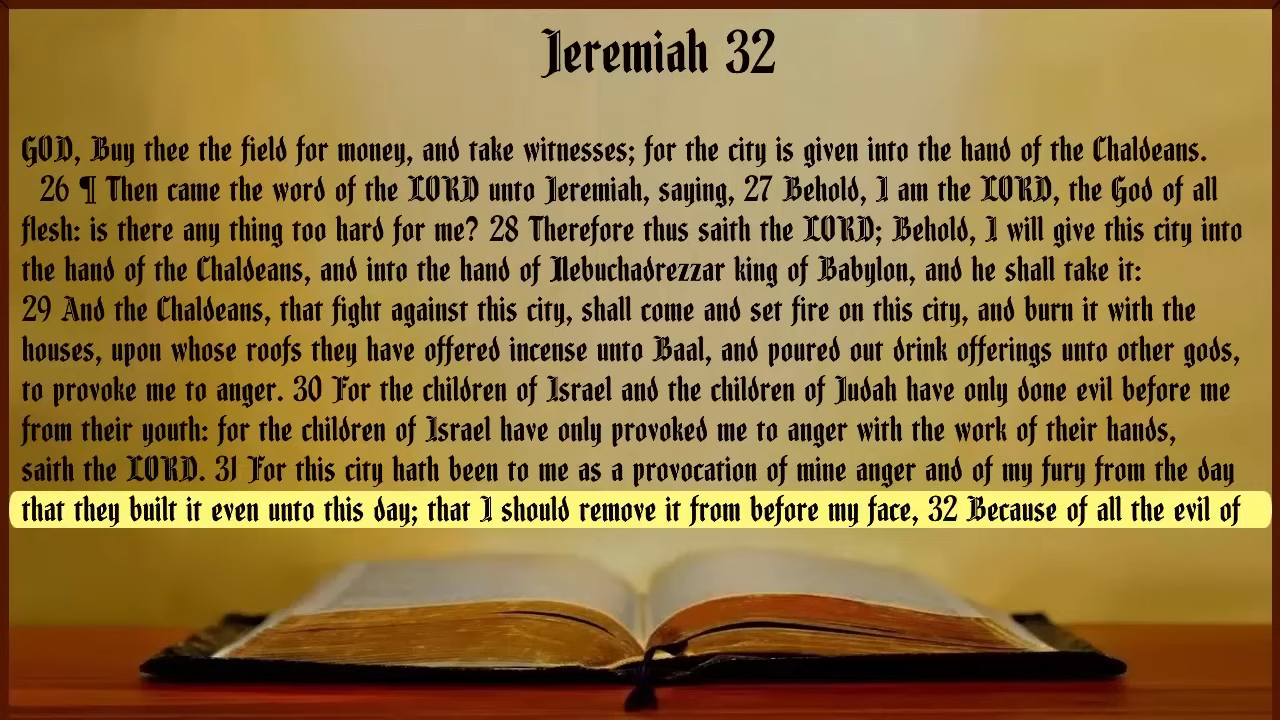 Jeremiah 32
GOD, Buy thee the field for money, and take witnesses; for the city is given into the hand of the Chaldeans.
26 ¶ Then came the word of the LORD unto Jeremiah, saying, 27 Behold, I am the LORD, the God of all
flesh: is there any thing too hard for me? 28 Therefore thus saith the LORD; Behold, I will give this city into
the hand of the Chaldeans, and into the hand of Nebuchadrezzar king of Babylon, and he shall take it:
29 And the Chaldeans, that fight against this city, shall come and set fire on this city, and burn it with the
houses, upon whose roofs they have offered incense unto Baal, and poured out drink offerings unto other gods,
to provoke me to anger. 30 For the children of Israel and the children of Judah have only done evil before me
from their youth: for the children of Israel have only provoked me to anger with the work of their hands,
saith the LORD. 31 For this city hath been to me as a provocation of mine anger and of my fury from the day
that they built it even unto this day; that I should remove it from before my face, 32 Because of all the evil of